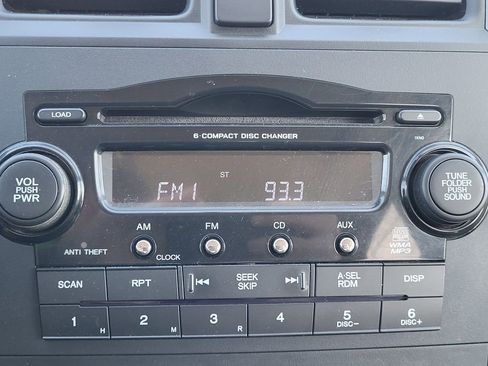 LOAD
6·COMPACT DISC CHANGER
VOL
PUSH
PWR
ST
FM1 93.3
TUNE
FOLDER
PUSH
SOUND
AM FM CD AUX
CLOCK
ANTI THEFT
WMA
MP3
SCAN RPT SEEK SKIP A·SEL RDM DISP
1 H 2 M 3 R 4 5 DISC− 6 DISC+